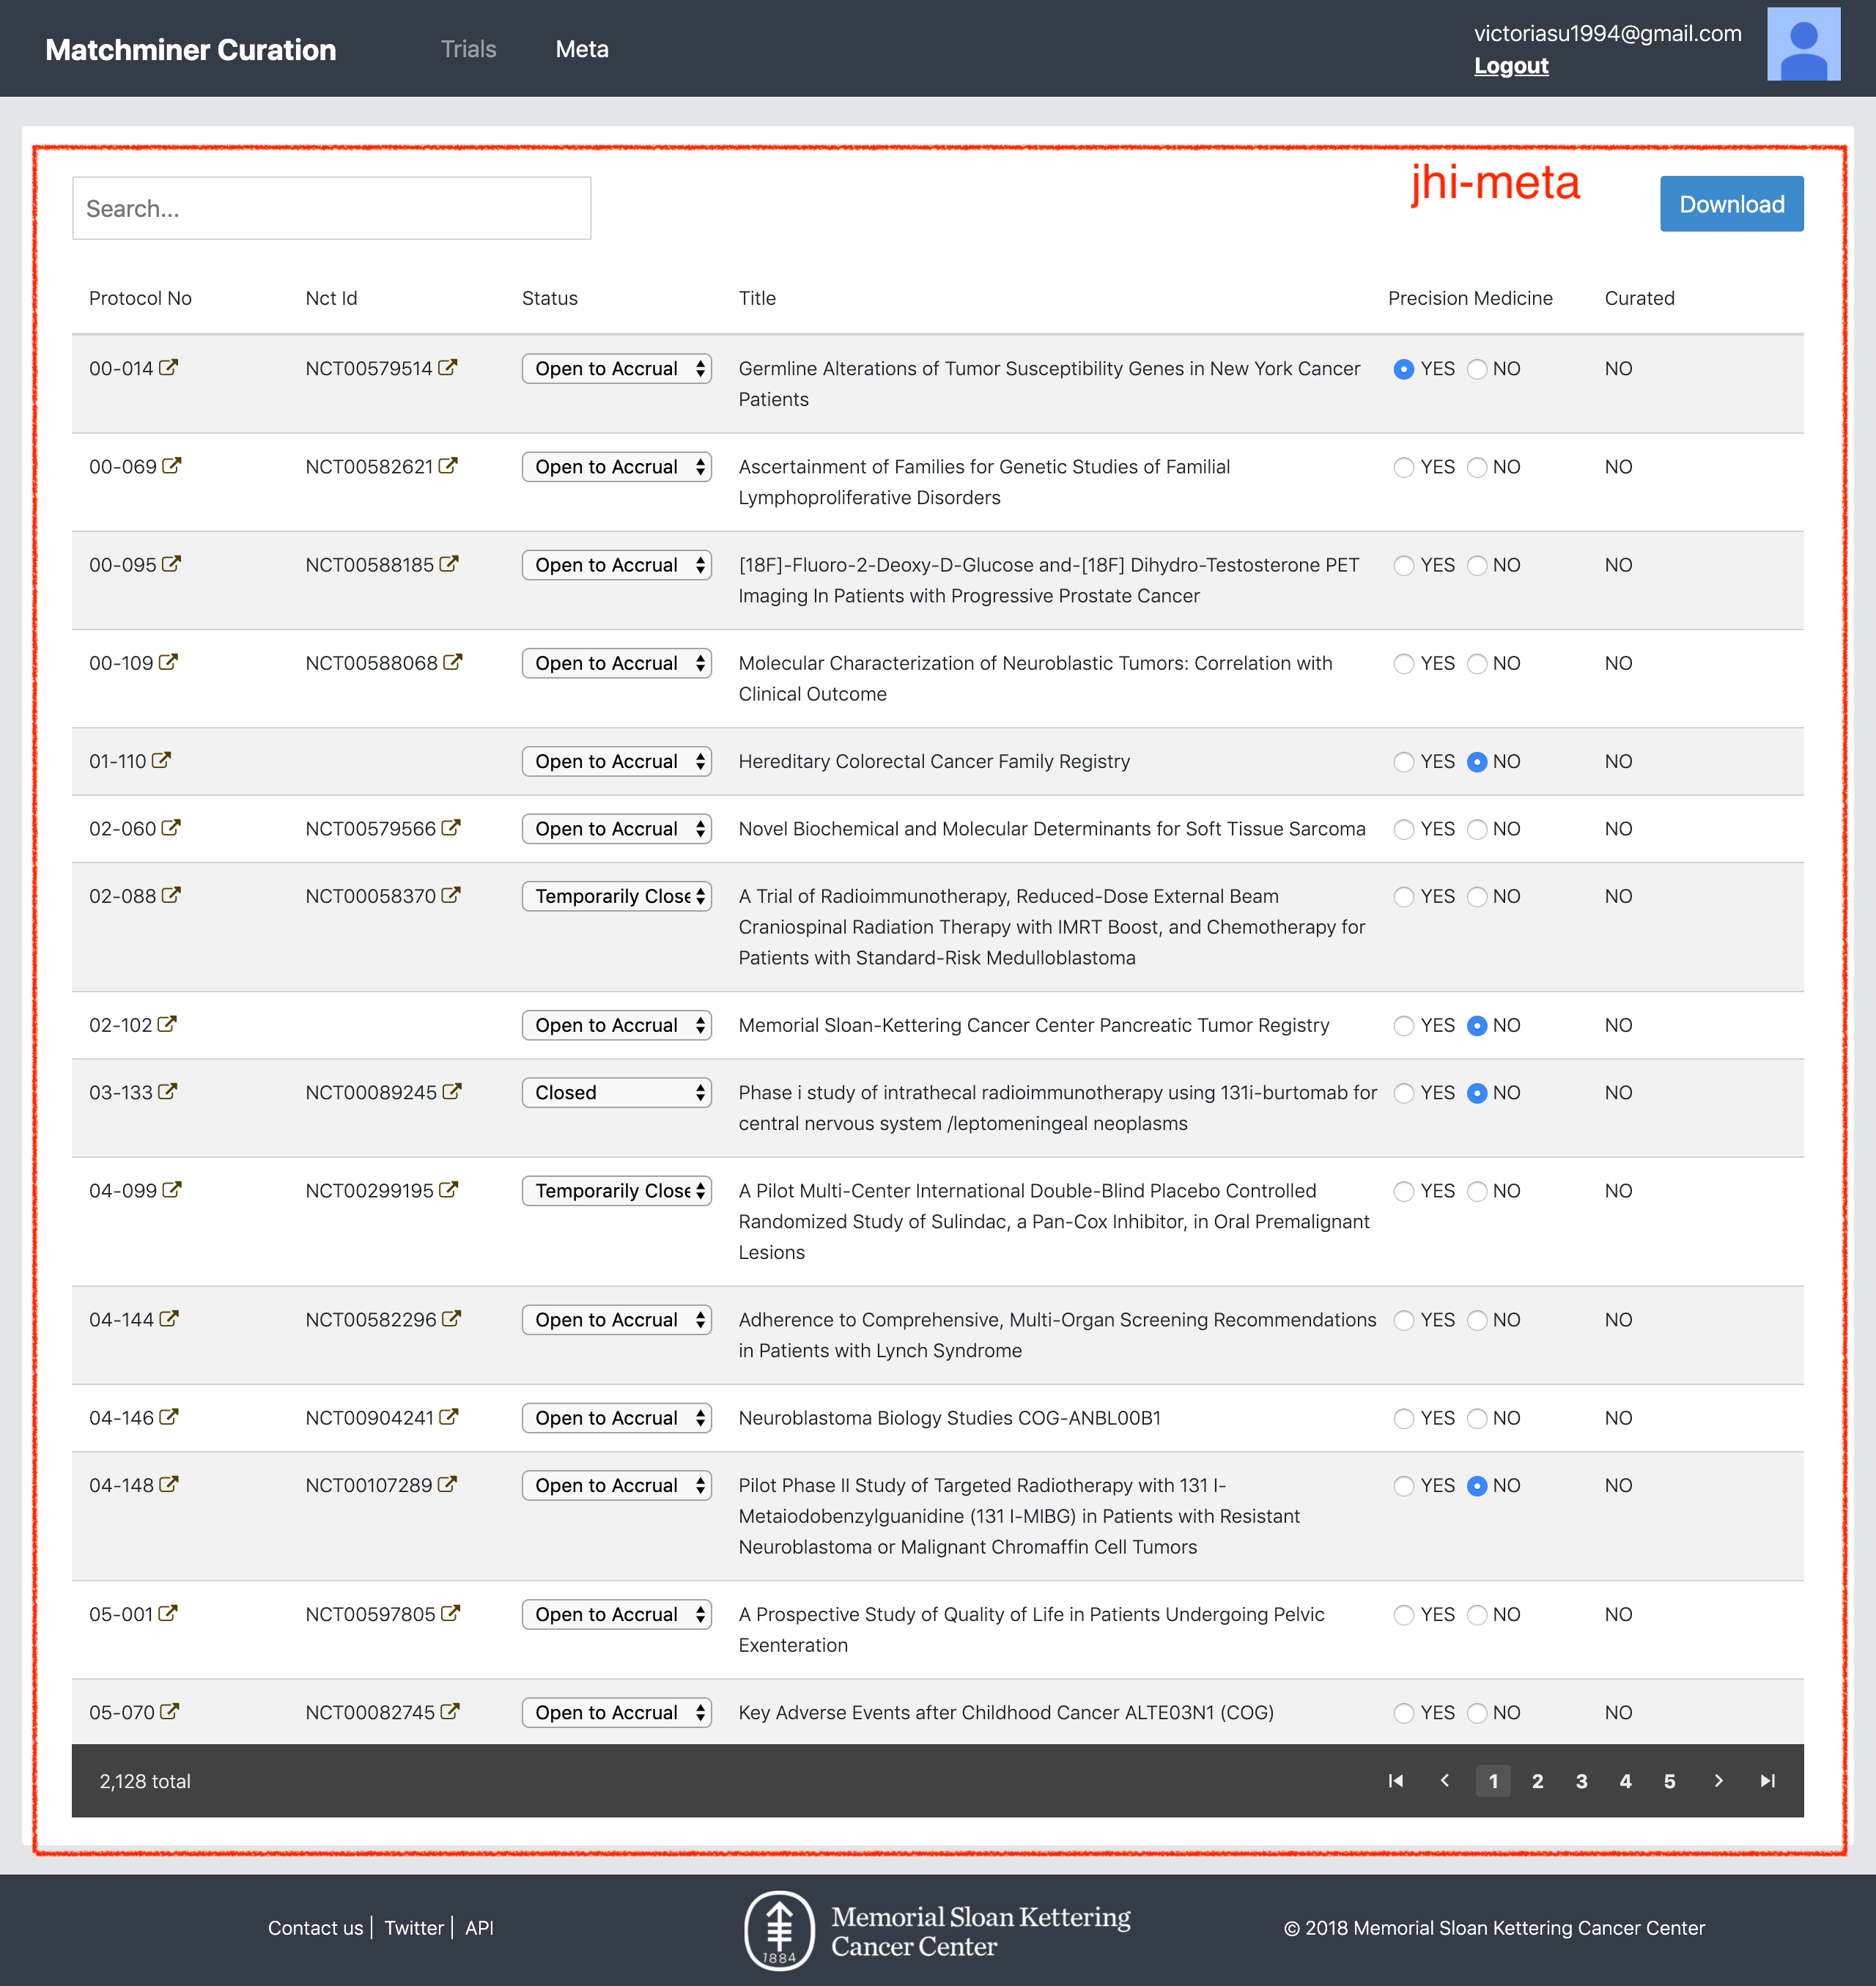 Matchminer Curation
Trials
Meta
victoriasu1994@gmail.com
Logout
jhi-meta
Search...
Download
Protocol No Nct Id Status Title Precision Medicine Curated
00-014 NCT00579514 Open to Accrual Germline Alterations of Tumor Susceptibility Genes in New York Cancer YES NO NO
Patients
00-069 NCT00582621 Open to Accrual Ascertainment of Families for Genetic Studies of Familial YES NO NO
Lymphoproliferative Disorders
00-095 NCT00588185 Open to Accrual [18F]-Fluoro-2-Deoxy-D-Glucose and-[18F] Dihydro-Testosterone PET YES NO NO
Imaging In Patients with Progressive Prostate Cancer
00-109 NCT00588068 Open to Accrual Molecular Characterization of Neuroblastic Tumors: Correlation with YES NO NO
Clinical Outcome
01-110 Open to Accrual Hereditary Colorectal Cancer Family Registry YES NO NO
02-060 NCT00579566 Open to Accrual Novel Biochemical and Molecular Determinants for Soft Tissue Sarcoma YES NO NO
02-088 NCT00058370 Temporarily Close A Trial of Radioimmunotherapy, Reduced-Dose External Beam YES NO NO
Craniospinal Radiation Therapy with IMRT Boost, and Chemotherapy for
Patients with Standard-Risk Medulloblastoma
02-102 Open to Accrual Memorial Sloan-Kettering Cancer Center Pancreatic Tumor Registry YES NO NO
03-133 NCT00089245 Closed Phase i study of intrathecal radioimmunotherapy using 131i-burtomab for YES NO NO
central nervous system /leptomeningeal neoplasms
04-099 NCT00299195 Temporarily Close A Pilot Multi-Center International Double-Blind Placebo Controlled YES NO NO
Randomized Study of Sulindac, a Pan-Cox Inhibitor, in Oral Premalignant
Lesions
04-144 NCT00582296 Open to Accrual Adherence to Comprehensive, Multi-Organ Screening Recommendations YES NO NO
in Patients with Lynch Syndrome
04-146 NCT00904241 Open to Accrual Neuroblastoma Biology Studies COG-ANBL00B1 YES NO NO
04-148 NCT00107289 Open to Accrual Pilot Phase II Study of Targeted Radiotherapy with 131 I- YES NO NO
Metaiodobenzylguanidine (131 I-MIBG) in Patients with Resistant
Neuroblastoma or Malignant Chromaffin Cell Tumors
05-001 NCT00597805 Open to Accrual A Prospective Study of Quality of Life in Patients Undergoing Pelvic YES NO NO
Exenteration
05-070 NCT00082745 Open to Accrual Key Adverse Events after Childhood Cancer ALTE03N1 (COG) YES NO NO
2,128 total 1 2 3 4 5
Contact us | Twitter | API
1884
Memorial Sloan Kettering
Cancer Center
© 2018 Memorial Sloan Kettering Cancer Center